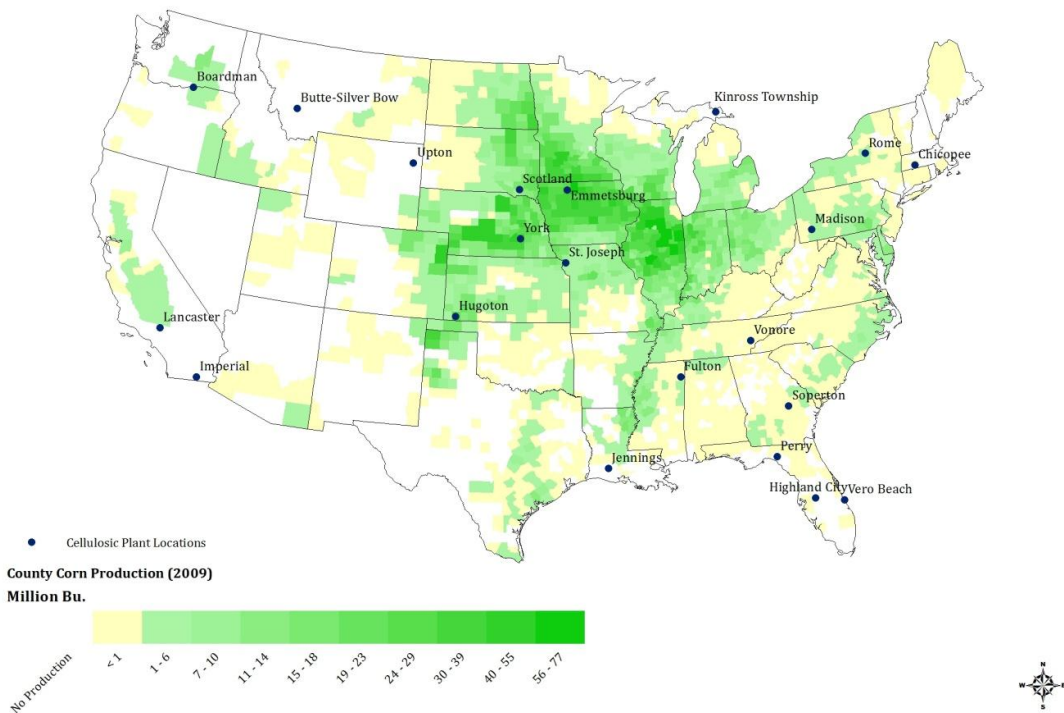 Boardman
Butte-Silver Bow
Kinross Township
Upton
Rome
Chicopee
Scotland
Emmetsburg
Madison
York
St. Joseph
Hugoton
Lancaster
Vonore
Imperial
Fulton
Soperton
Perry
Jennings
Highland City
Vero Beach
Cellulosic Plant Locations
County Corn Production (2009)
Million Bu.
No Production
< 1
1 - 6
7 - 10
11 - 14
15 - 18
19 - 23
24 - 29
30 - 39
40 - 55
56 - 77
N
W
E
S